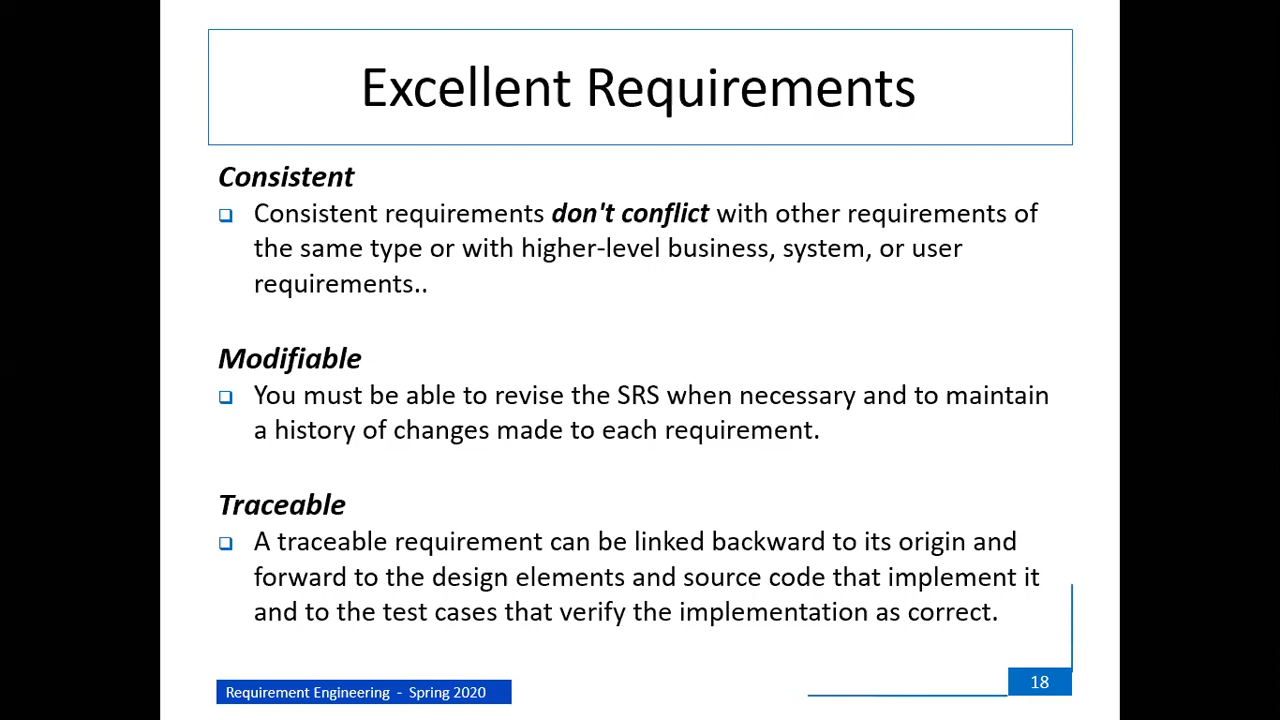 Excellent Requirements
Consistent
Consistent requirements don't conflict with other requirements of
the same type or with higher-level business, system, or user
requirements..
Modifiable
You must be able to revise the SRS when necessary and to maintain
a history of changes made to each requirement.
Traceable
A traceable requirement can be linked backward to its origin and
forward to the design elements and source code that implement it
and to the test cases that verify the implementation as correct.
Requirement Engineering - Spring 2020
18